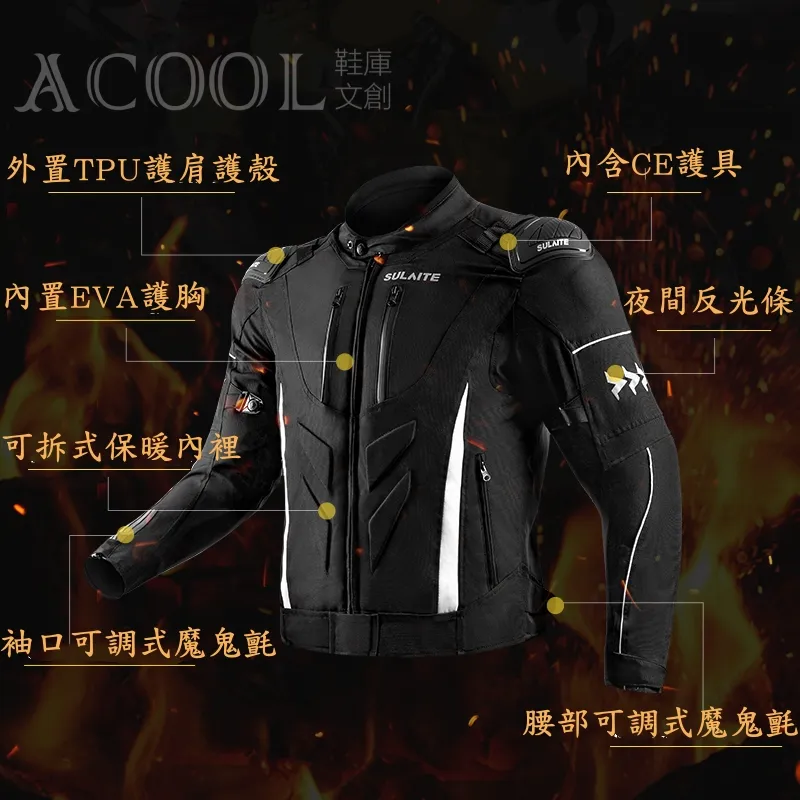 ACOOL 鞋庫
文創
外置TPU護肩護殼
內含CE護具
SULAITE
SULAITE
內置EVA護胸
夜間反光條
可拆式保暖內裡
袖口可調式魔鬼氈
腰部可調式魔鬼氈